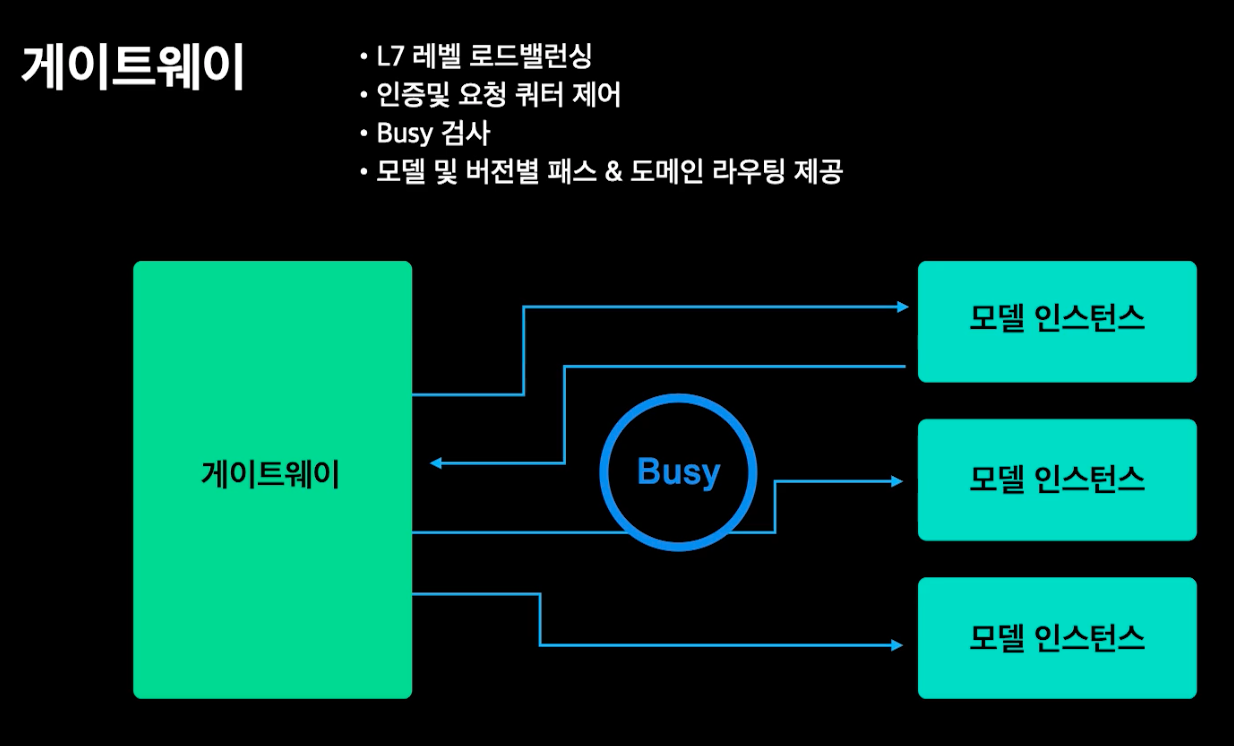 게이트웨이
• L7 레벨 로드밸런싱
• 인증및 요청 쿼터 제어
• Busy 검사
• 모델 및 버전별 패스 & 도메인 라우팅 제공
모델 인스턴스
게이트웨이
Busy
모델 인스턴스
모델 인스턴스